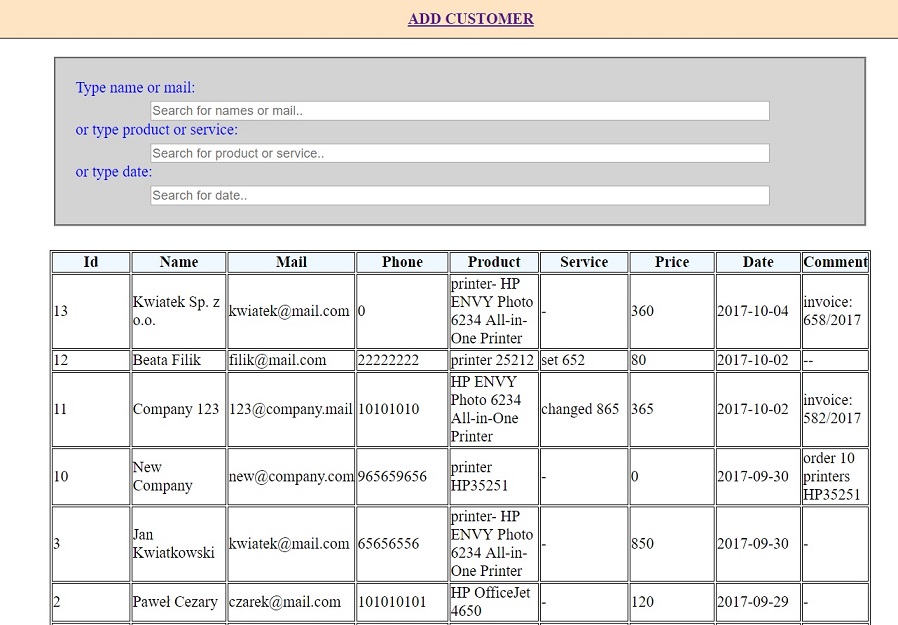 ADD CUSTOMER
Type name or mail:
Search for names or mail..
or type product or service:
Search for product or service..
or type date:
Search for date..
Id Name Mail Phone Product Service Price Date Comment
13 Kwiatek Sp. z o.o. kwiatek@mail.com 0 printer- HP ENVY Photo 6234 All-in-One Printer - 360 2017-10-04 invoice: 658/2017
12 Beata Filik filik@mail.com 22222222 printer 25212 set 652 80 2017-10-02 --
11 Company 123 123@company.mail 10101010 HP ENVY Photo 6234 All-in-One Printer changed 865 365 2017-10-02 invoice: 582/2017
10 New Company new@company.com 965659656 printer HP35251 - 0 2017-09-30 order 10 printers HP35251
3 Jan Kwiatkowski kwiatek@mail.com 65656556 printer- HP ENVY Photo 6234 All-in-One Printer - 850 2017-09-30 -
2 Paweł Cezary czarek@mail.com 101010101 HP OfficeJet 4650 - 120 2017-09-29 -